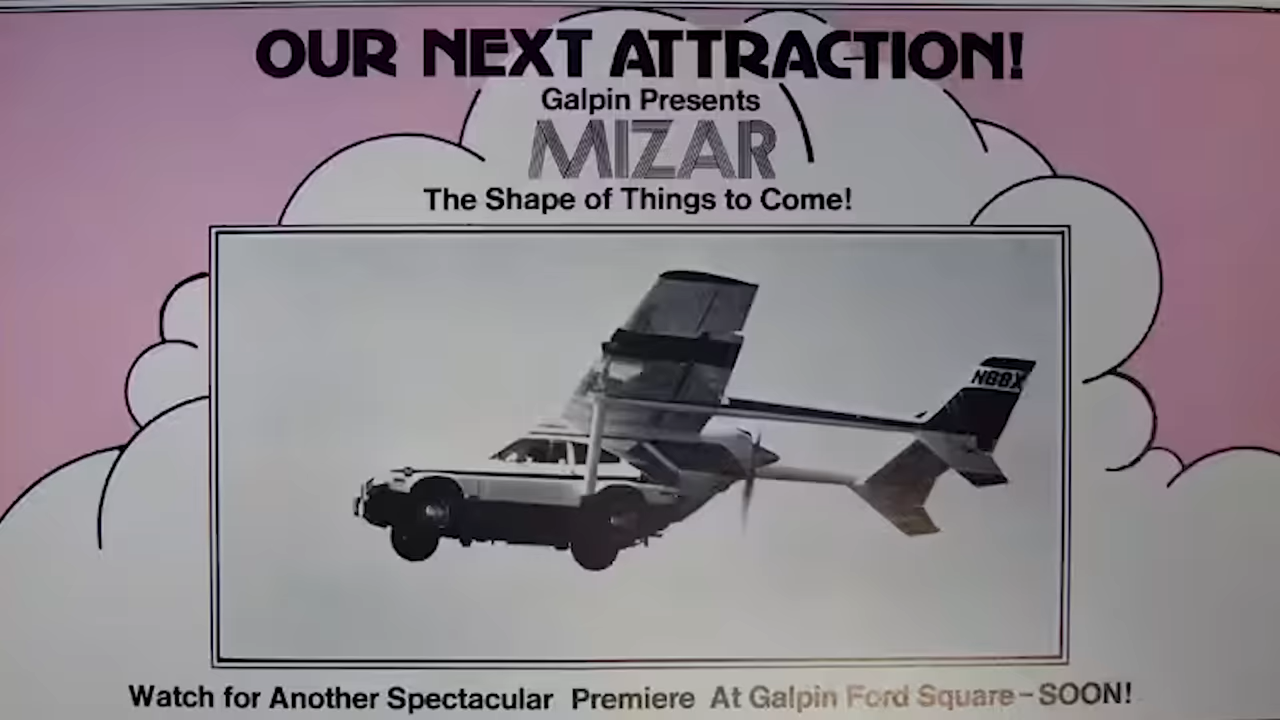 OUR NEXT ATTRACTION!
Galpin Presents
MIZAR
The Shape of Things to Come!
N68X
Watch for Another Spectacular Premiere At Galpin Ford Square - SOON!